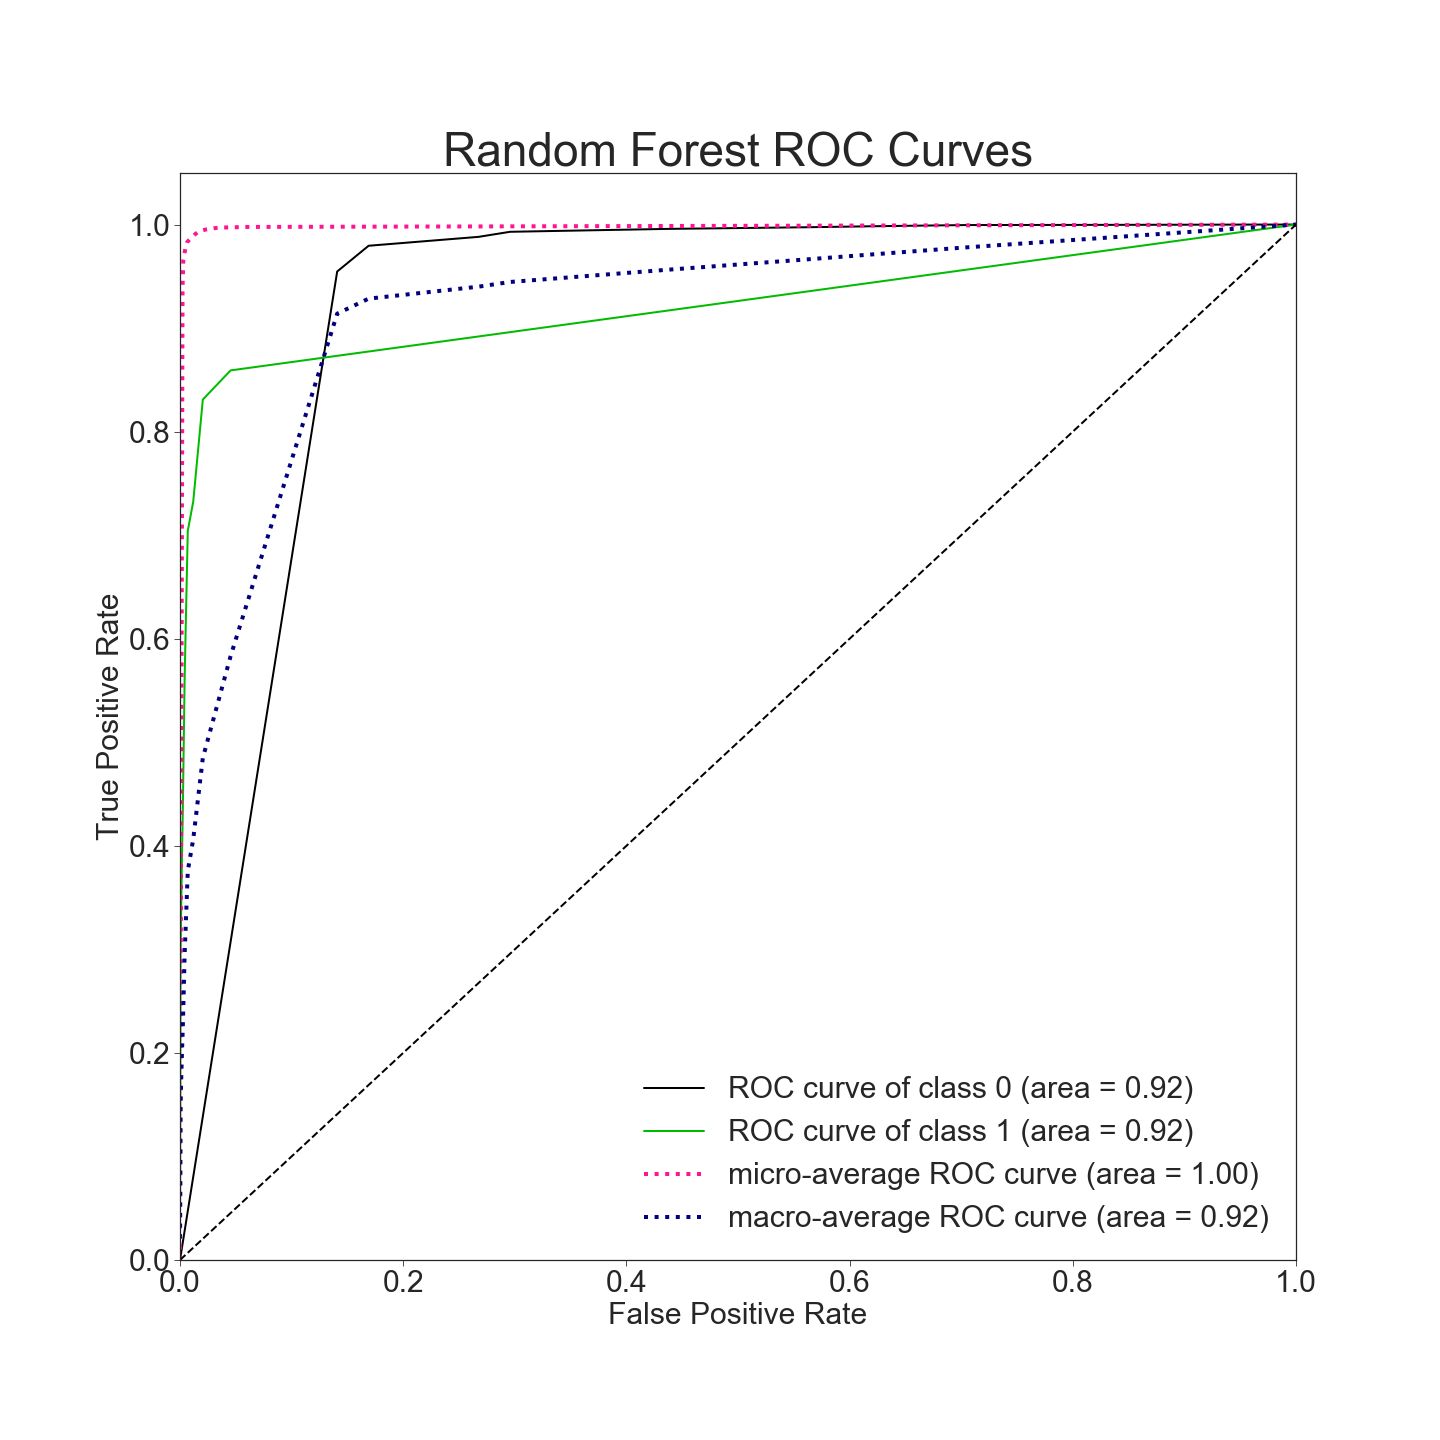 Random Forest ROC Curves
True Positive Rate
1.0
0.8
0.6
0.4
0.2
0.0
ROC curve of class 0 (area = 0.92)
ROC curve of class 1 (area = 0.92)
micro-average ROC curve (area = 1.00)
macro-average ROC curve (area = 0.92)
0.0 0.2 0.4 0.6 0.8 1.0
False Positive Rate